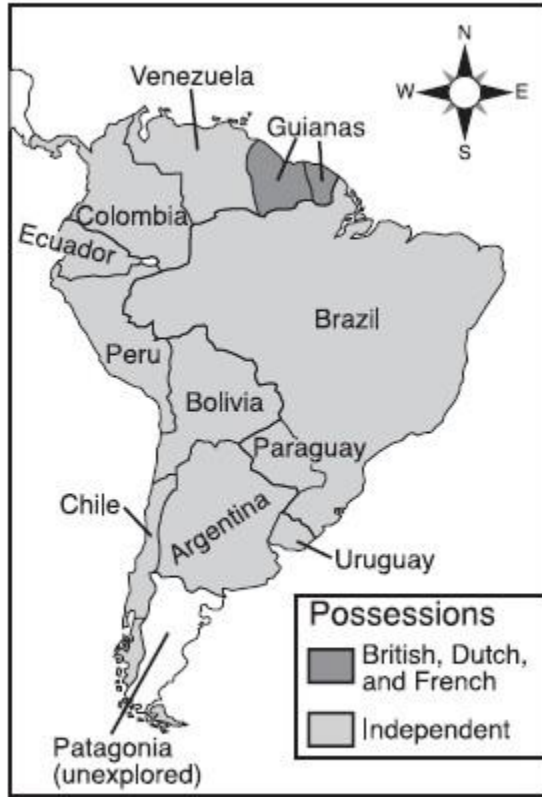 N
W E
S
Venezuela
Guianas
Colombia
Ecuador
Brazil
Peru
Bolivia
Paraguay
Chile
Argentina
Uruguay
Possessions
British, Dutch,
and French
Independent
Patagonia
(unexplored)